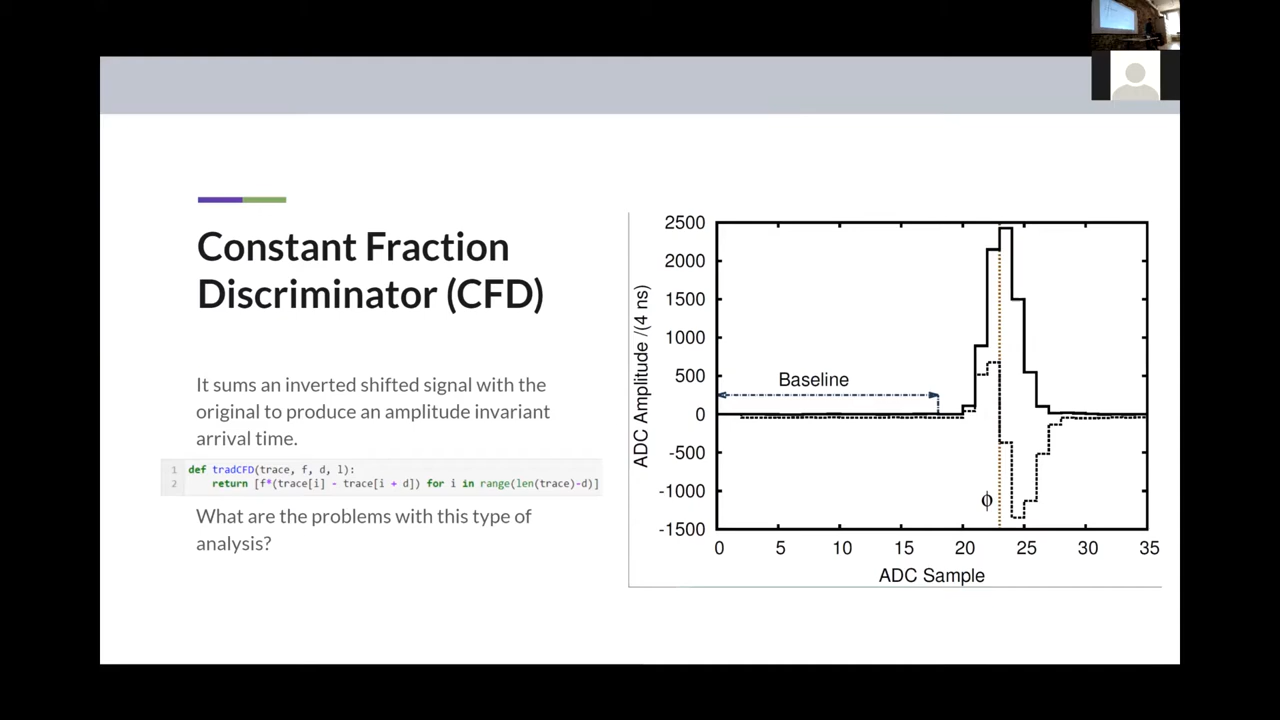 Constant Fraction
Discriminator (CFD)
It sums an inverted shifted signal with the
original to produce an amplitude invariant
arrival time.
1 def tradCFD(trace, f, d, l):
2 return [f*(trace[i] - trace[i + d]) for i in range(len(trace)-d)]
What are the problems with this type of
analysis?
ADC Amplitude /(4 ns)
2500
2000
1500
1000
500
0
-500
-1000
-1500
Baseline
ϕ
0 5 10 15 20 25 30 35
ADC Sample